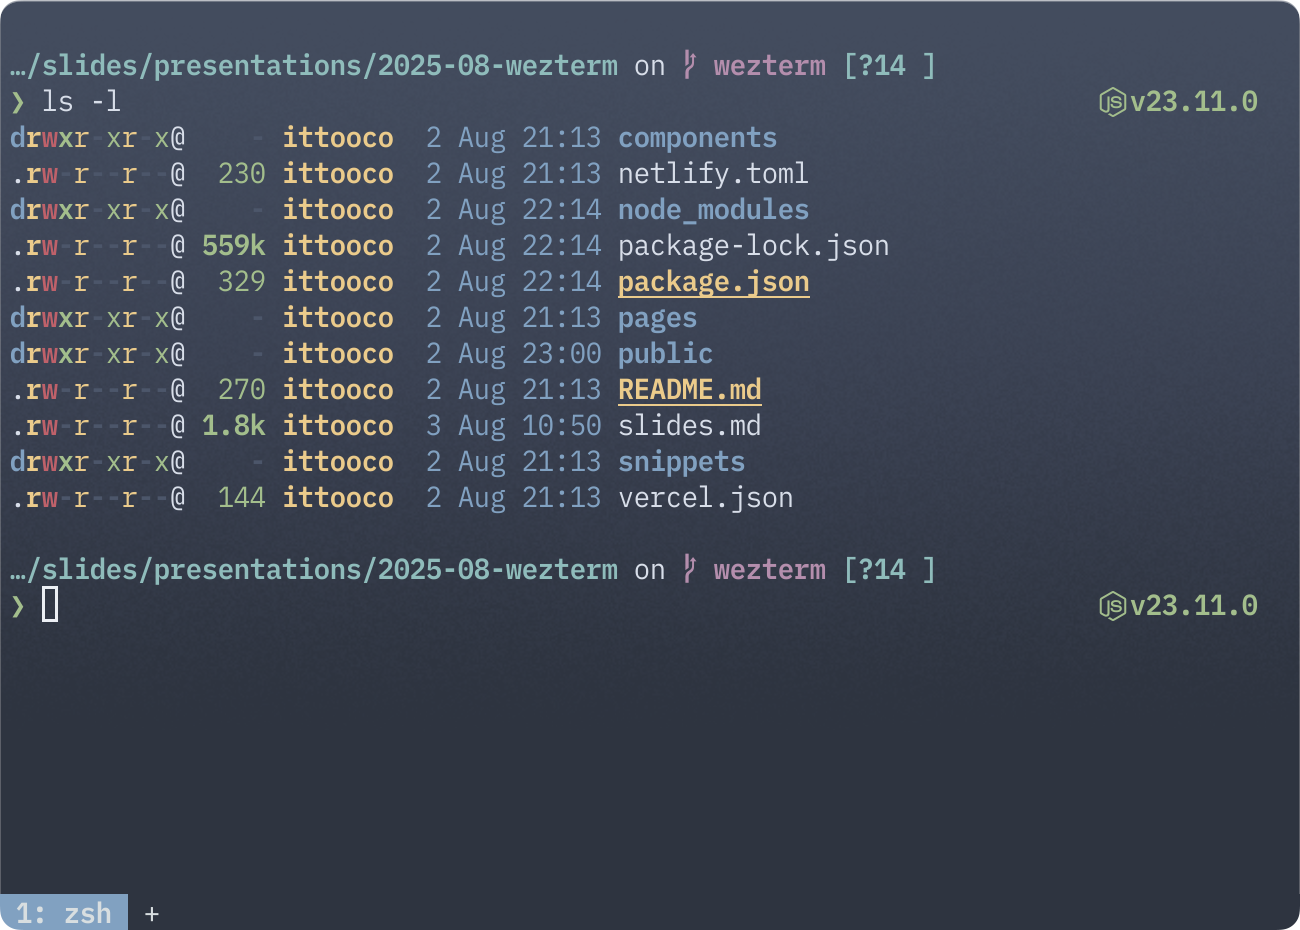 …/slides/presentations/2025-08-wezterm on wezterm [?14 ]
❯ ls -l v23.11.0
drwxr-xr-x@ - ittooco 2 Aug 21:13 components
.rw-r--r--@ 230 ittooco 2 Aug 21:13 netlify.toml
drwxr-xr-x@ - ittooco 2 Aug 22:14 node_modules
.rw-r--r--@ 559k ittooco 2 Aug 22:14 package-lock.json
.rw-r--r--@ 329 ittooco 2 Aug 22:14 package.json
drwxr-xr-x@ - ittooco 2 Aug 21:13 pages
drwxr-xr-x@ - ittooco 2 Aug 23:00 public
.rw-r--r--@ 270 ittooco 2 Aug 21:13 README.md
.rw-r--r--@ 1.8k ittooco 3 Aug 10:50 slides.md
drwxr-xr-x@ - ittooco 2 Aug 21:13 snippets
.rw-r--r--@ 144 ittooco 2 Aug 21:13 vercel.json
…/slides/presentations/2025-08-wezterm on wezterm [?14 ]
❯ v23.11.0
1: zsh +